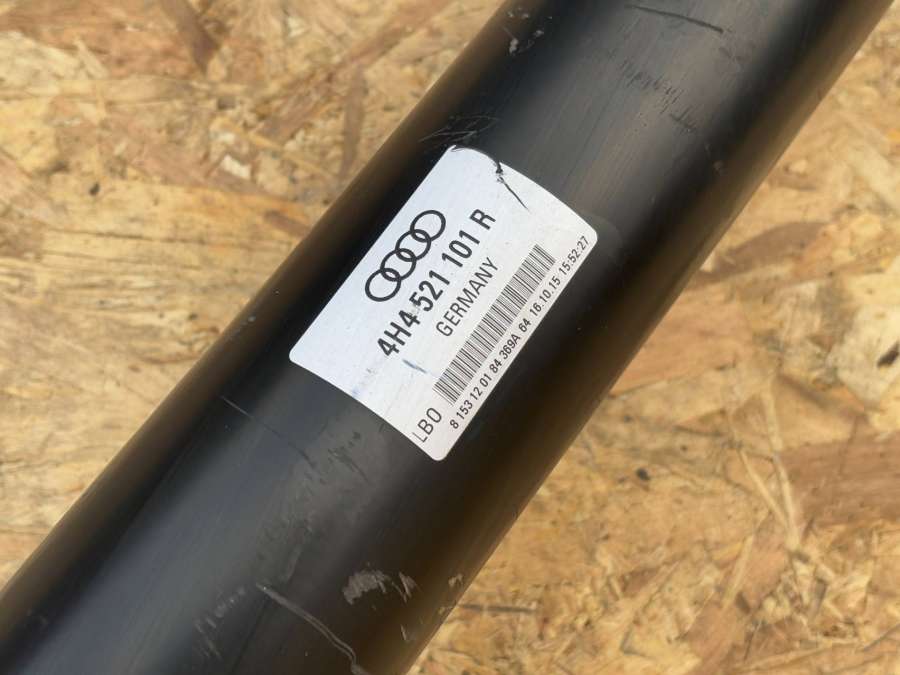 4H4 521 101 R
GERMANY
LBO
8 153 12 01 84 369A 64 16.10.15 15:52:27